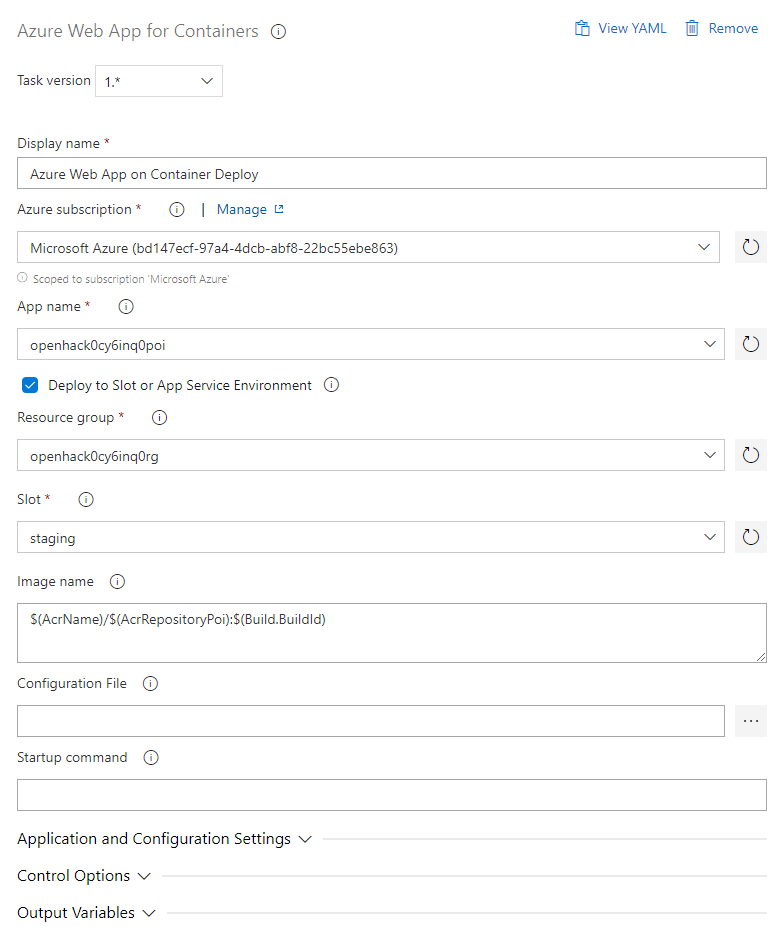 Azure Web App for Containers
View YAML
Remove
Task version 1.*
Display name *
Azure Web App on Container Deploy
Azure subscription * | Manage
Microsoft Azure (bd147ecf-97a4-4dcb-abf8-22bc55ebe863)
Scoped to subscription 'Microsoft Azure'
App name *
openhack0cy6inq0poi
Deploy to Slot or App Service Environment
Resource group *
openhack0cy6inq0rg
Slot *
staging
Image name
$(AcrName)/$(AcrRepositoryPoi):$(Build.BuildId)
Configuration File
...
Startup command
Application and Configuration Settings
Control Options
Output Variables